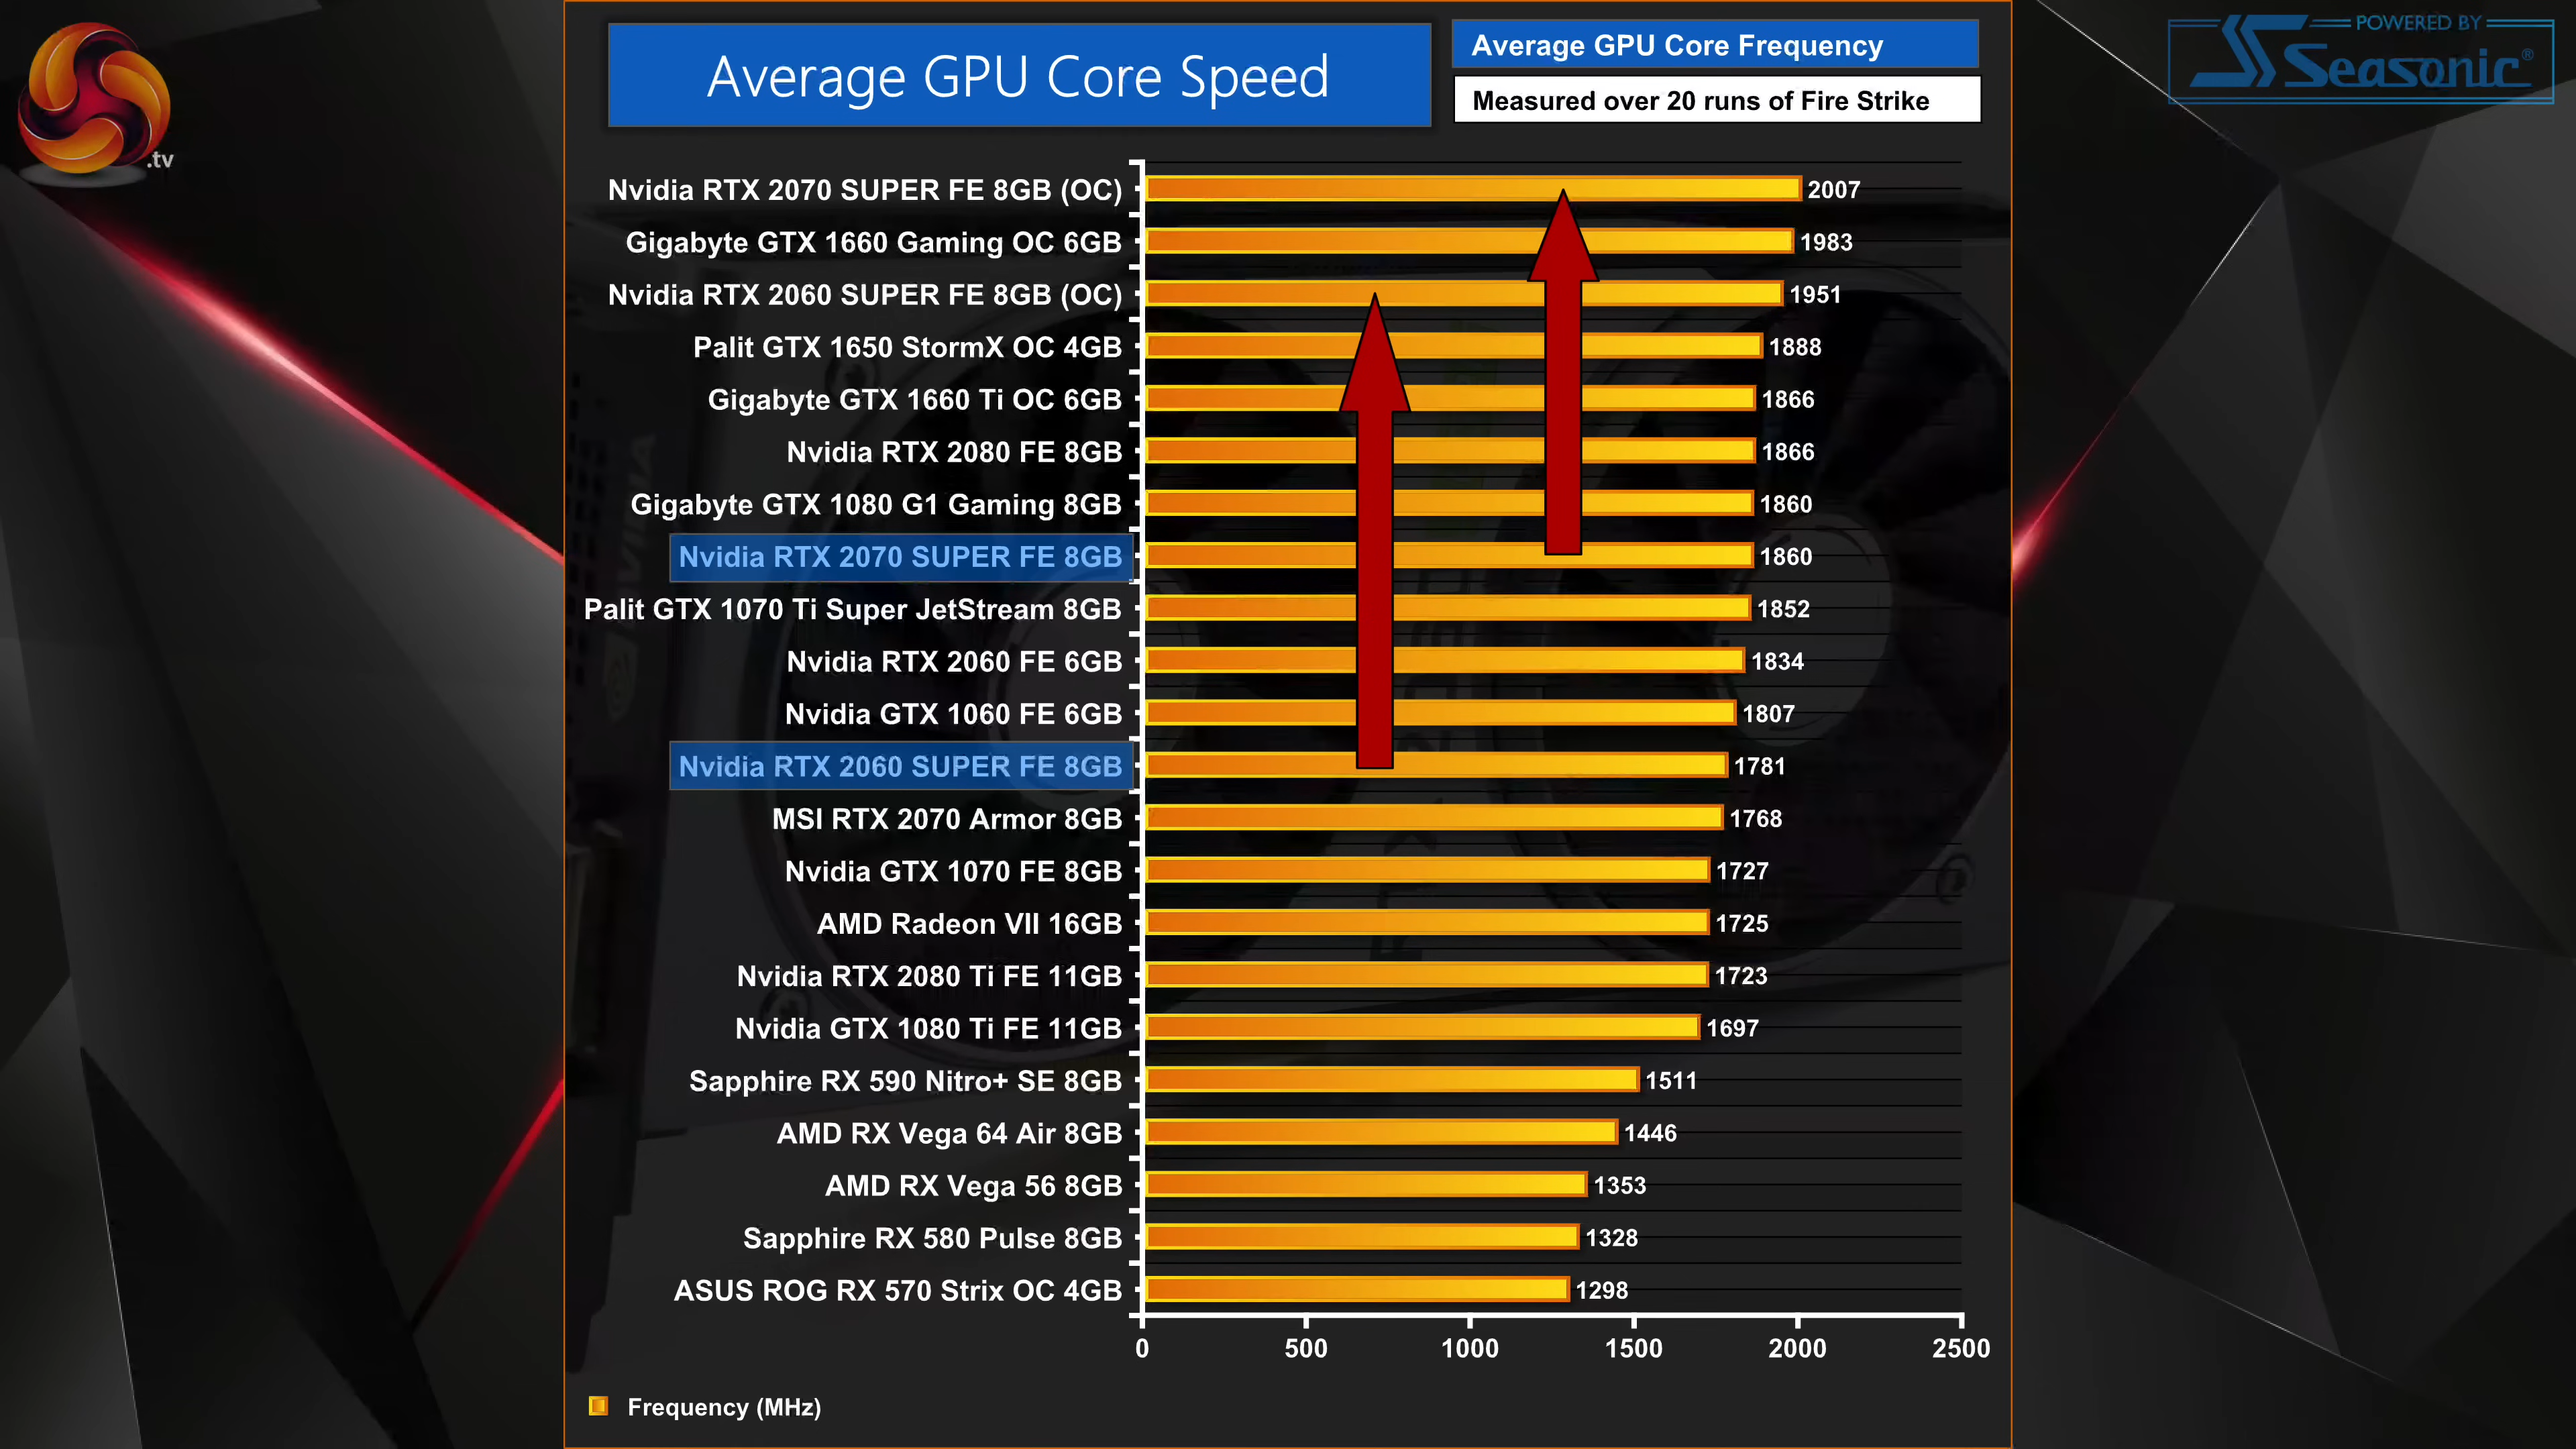 .tv
Average GPU Core Speed
Average GPU Core Frequency
Measured over 20 runs of Fire Strike
POWERED BY
Seasonic®
Nvidia RTX 2070 SUPER FE 8GB (OC) 2007
Gigabyte GTX 1660 Gaming OC 6GB 1983
Nvidia RTX 2060 SUPER FE 8GB (OC) 1951
Palit GTX 1650 StormX OC 4GB 1888
Gigabyte GTX 1660 Ti OC 6GB 1866
Nvidia RTX 2080 FE 8GB 1866
Gigabyte GTX 1080 G1 Gaming 8GB 1860
Nvidia RTX 2070 SUPER FE 8GB 1860
Palit GTX 1070 Ti Super JetStream 8GB 1852
Nvidia RTX 2060 FE 6GB 1834
Nvidia GTX 1060 FE 6GB 1807
Nvidia RTX 2060 SUPER FE 8GB 1781
MSI RTX 2070 Armor 8GB 1768
Nvidia GTX 1070 FE 8GB 1727
AMD Radeon VII 16GB 1725
Nvidia RTX 2080 Ti FE 11GB 1723
Nvidia GTX 1080 Ti FE 11GB 1697
Sapphire RX 590 Nitro+ SE 8GB 1511
AMD RX Vega 64 Air 8GB 1446
AMD RX Vega 56 8GB 1353
Sapphire RX 580 Pulse 8GB 1328
ASUS ROG RX 570 Strix OC 4GB 1298
0 500 1000 1500 2000 2500
Frequency (MHz)
NVIDIA